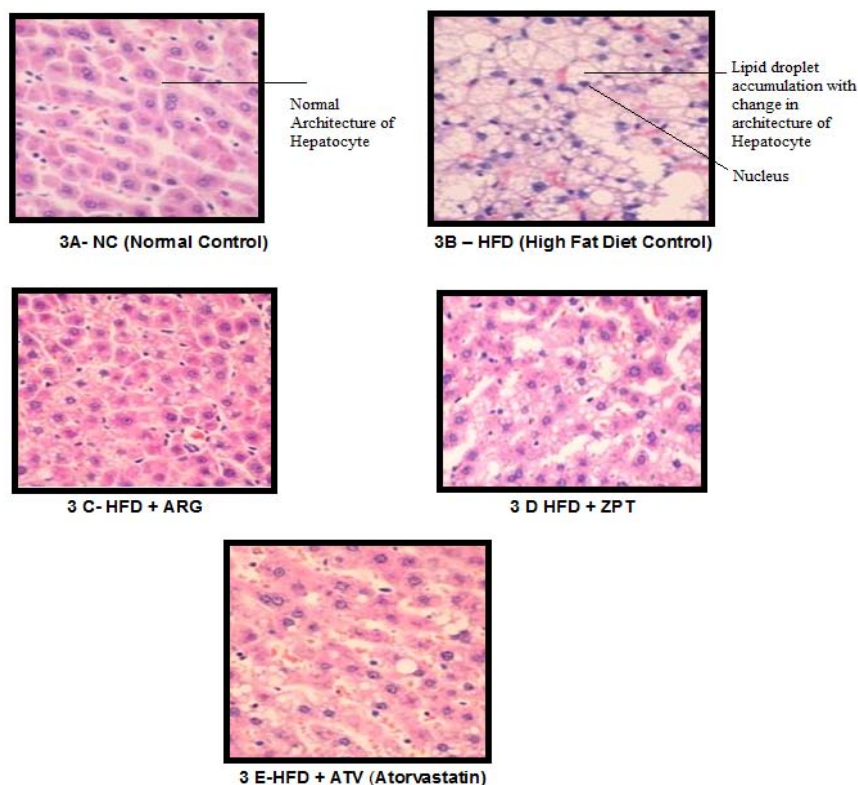 Normal
Architecture of
Hepatocyte
Lipid droplet
accumulation with
change in
architecture of
Hepatocyte
Nucleus
3A- NC (Normal Control)
3B – HFD (High Fat Diet Control)
3 C- HFD + ARG
3 D HFD + ZPT
3 E-HFD + ATV (Atorvastatin)